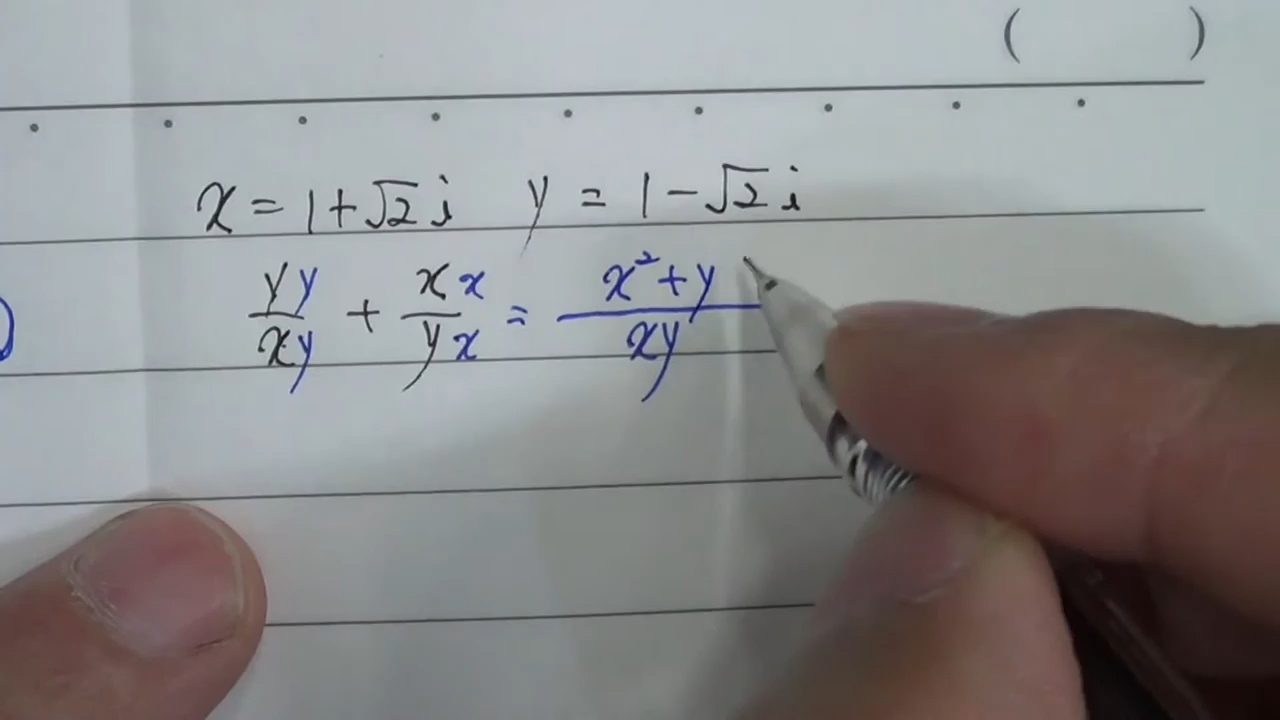 ( )
x = 1+√2 i y = 1-√2 i
yy/xy + xx/yx = x²+y/xy